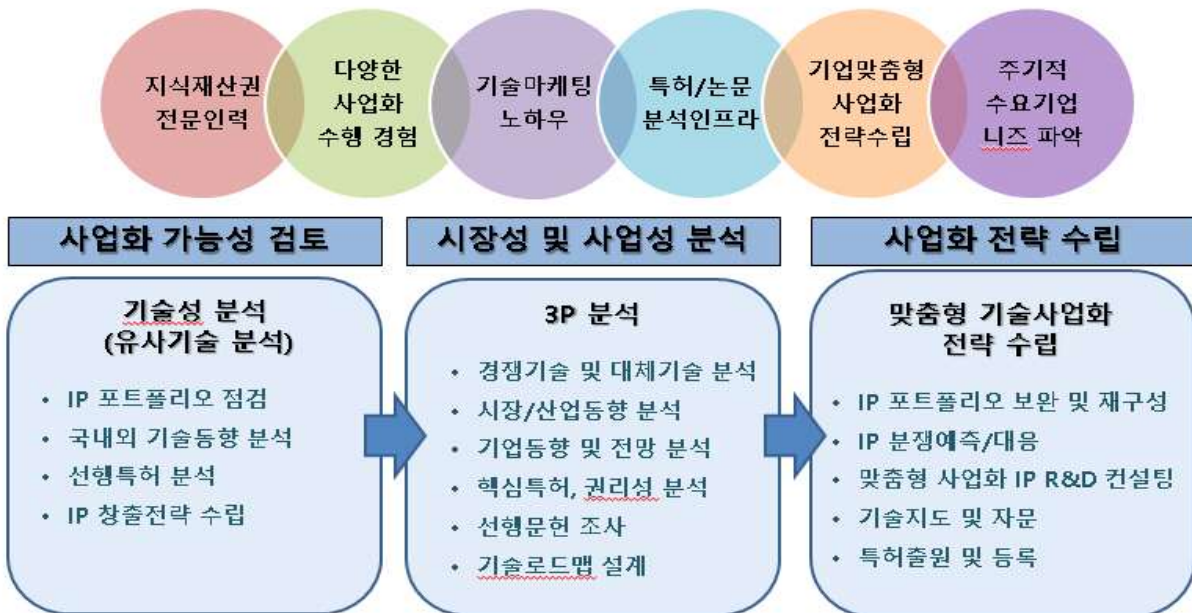 지식재산권
전문인력
다양한
사업화
수행 경험
기술마케팅
노하우
특허/논문
분석인프라
기업맞춤형
사업화
전략수립
주기적
수요기업
니즈 파악
사업화 가능성 검토
기술성 분석
(유사기술 분석)
• IP 포트폴리오 점검
• 국내외 기술동향 분석
• 선행특허 분석
• IP 창출전략 수립
시장성 및 사업성 분석
3P 분석
• 경쟁기술 및 대체기술 분석
• 시장/산업동향 분석
• 기업동향 및 전망 분석
• 핵심특허, 권리성 분석
• 선행문헌 조사
• 기술로드맵 설계
사업화 전략 수립
맞춤형 기술사업화
전략 수립
• IP 포트폴리오 보완 및 재구성
• IP 분쟁예측/대응
• 맞춤형 사업화 IP R&D 컨설팅
• 기술지도 및 자문
• 특허출원 및 등록